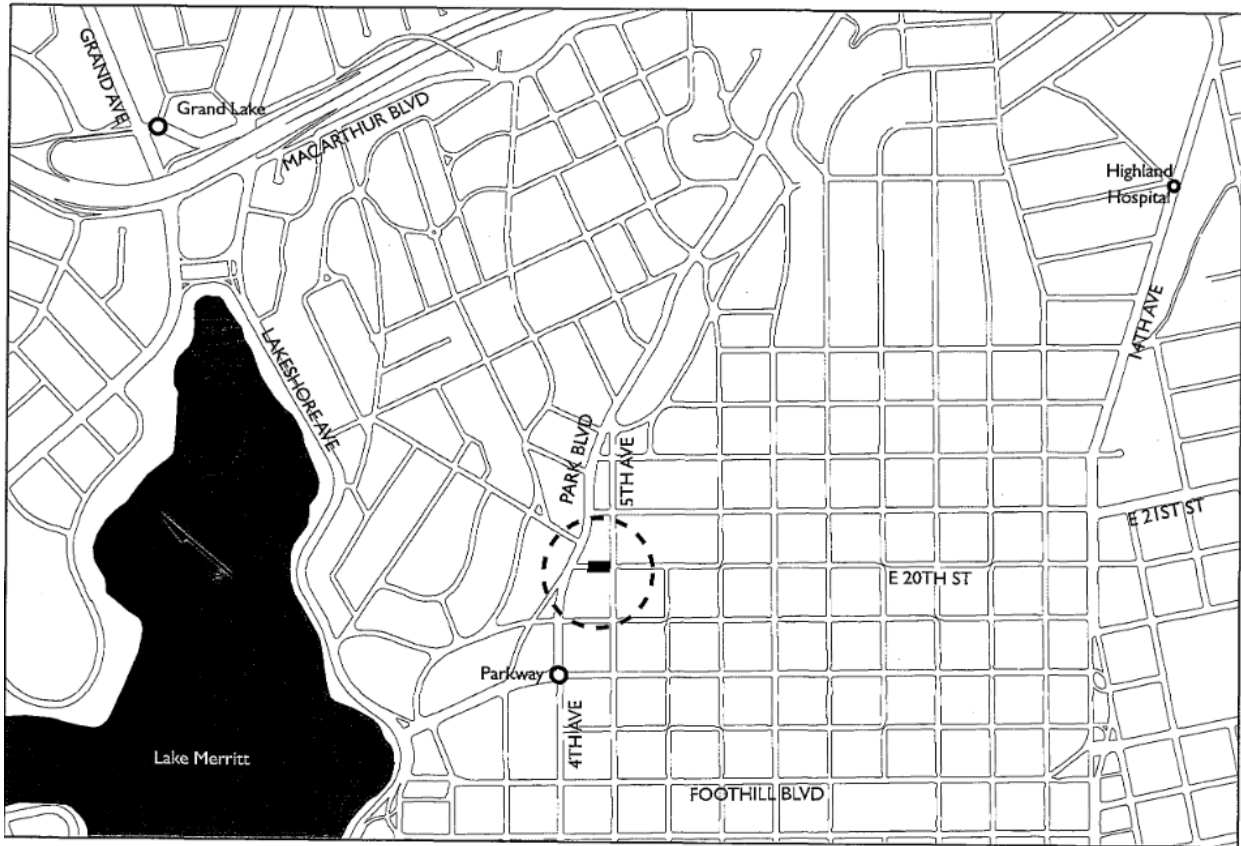 GRAND AVE
Grand Lake
MACARTHUR BLVD
Highland
Hospital
14TH AVE
LAKESHORE AVE
PARK BLVD
5TH AVE
E 21ST ST
E 20TH ST
Parkway
4TH AVE
Lake Merritt
FOOTHILL BLVD